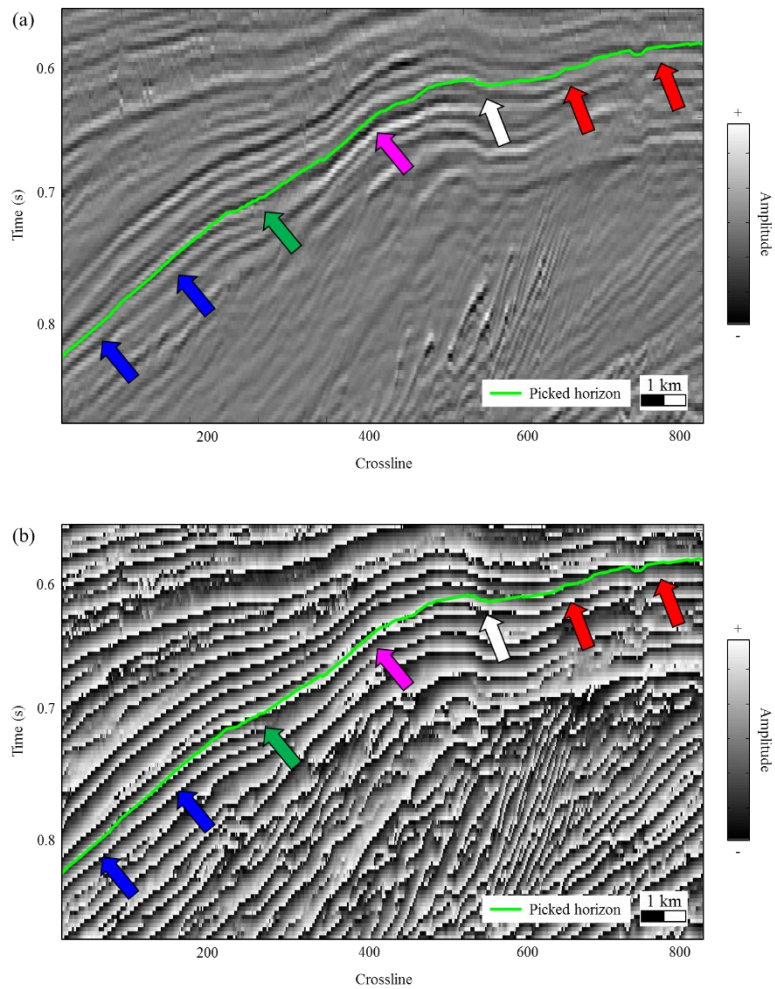 (a)
0.6
0.7
0.8
Time (s)
200
400
600
800
Crossline
Picked horizon
1 km
+
-
Amplitude
(b)
0.6
0.7
0.8
Time (s)
200
400
600
800
Crossline
Picked horizon
1 km
+
-
Amplitude